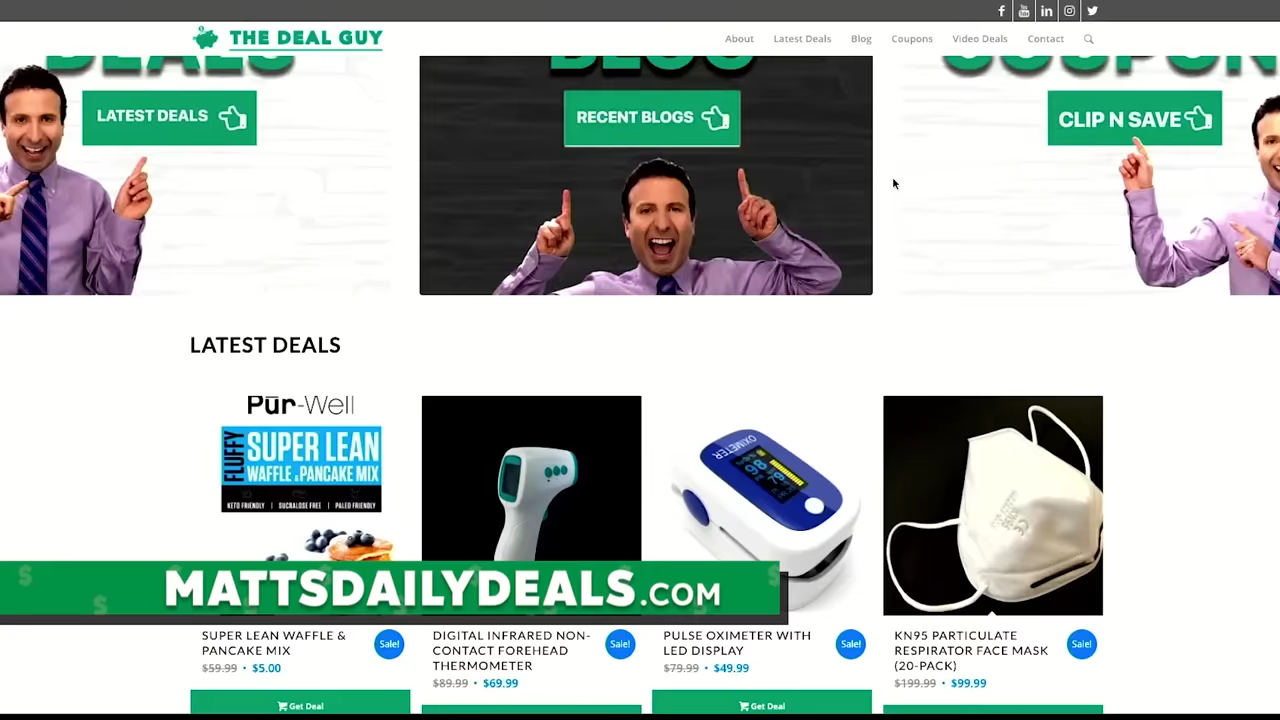 THE DEAL GUY
About
Latest Deals
Blog
Coupons
Video Deals
Contact
DEALS
BLOG
COUPON
LATEST DEALS
RECENT BLOGS
CLIP N SAVE
LATEST DEALS
Pūr-Well
FLUFFY
SUPER LEAN
WAFFLE & PANCAKE MIX
KETO FRIENDLY | SUCRALOSE FREE | PALEO FRIENDLY
OXIMETER
98
79
MATTSDAILYDEALS.COM
SUPER LEAN WAFFLE &
PANCAKE MIX
Sale!
$59.99 • $5.00
Get Deal
DIGITAL INFRARED NON-
CONTACT FOREHEAD
THERMOMETER
Sale!
$89.99 • $69.99
PULSE OXIMETER WITH
LED DISPLAY
Sale!
$79.99 • $49.99
Get Deal
KN95 PARTICULATE
RESPIRATOR FACE MASK
(20-PACK)
Sale!
$199.99 • $99.99